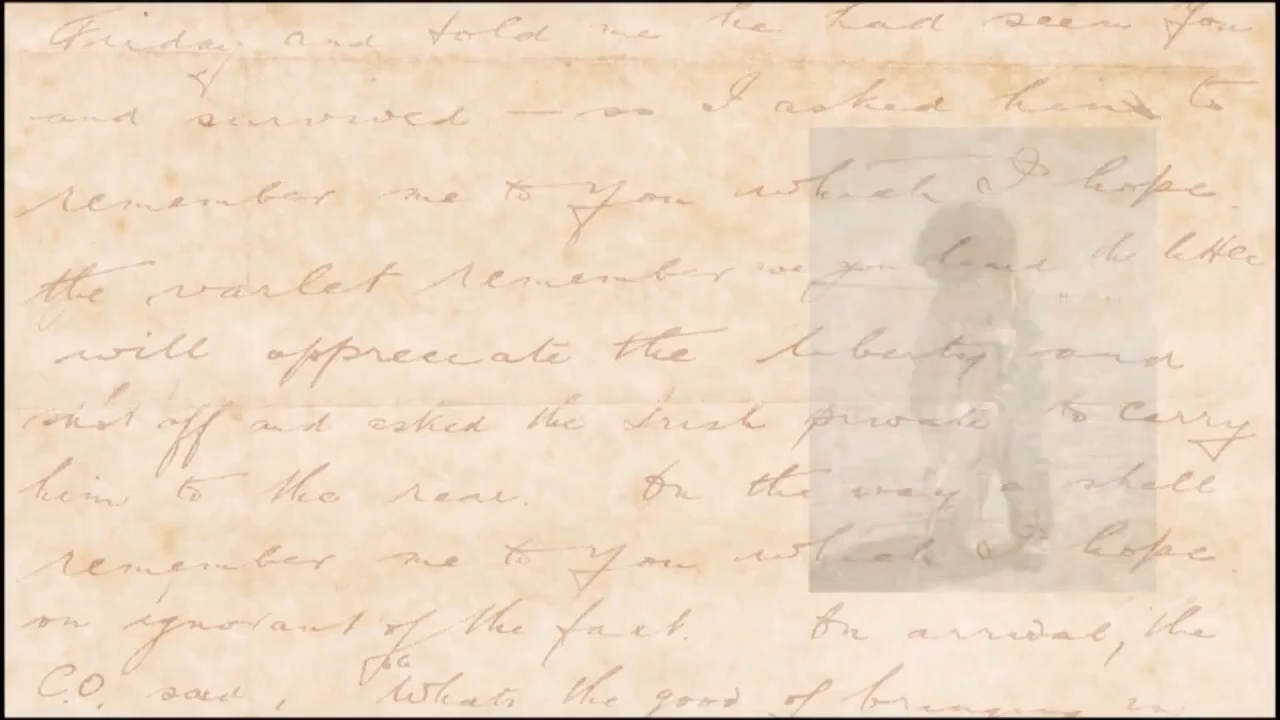 Friday and told me he had seen you
and survived — so I asked him to
remember me to you which I hope
the varlet remember we you heard the letter
will appreciate the liberty and
shot off and asked the Irish private to carry
him to the rear. On the way a shell
remember me to you which I hope
on ignorant of the fact. On arrival, the
C.O. said, "Whats the good of bringing in